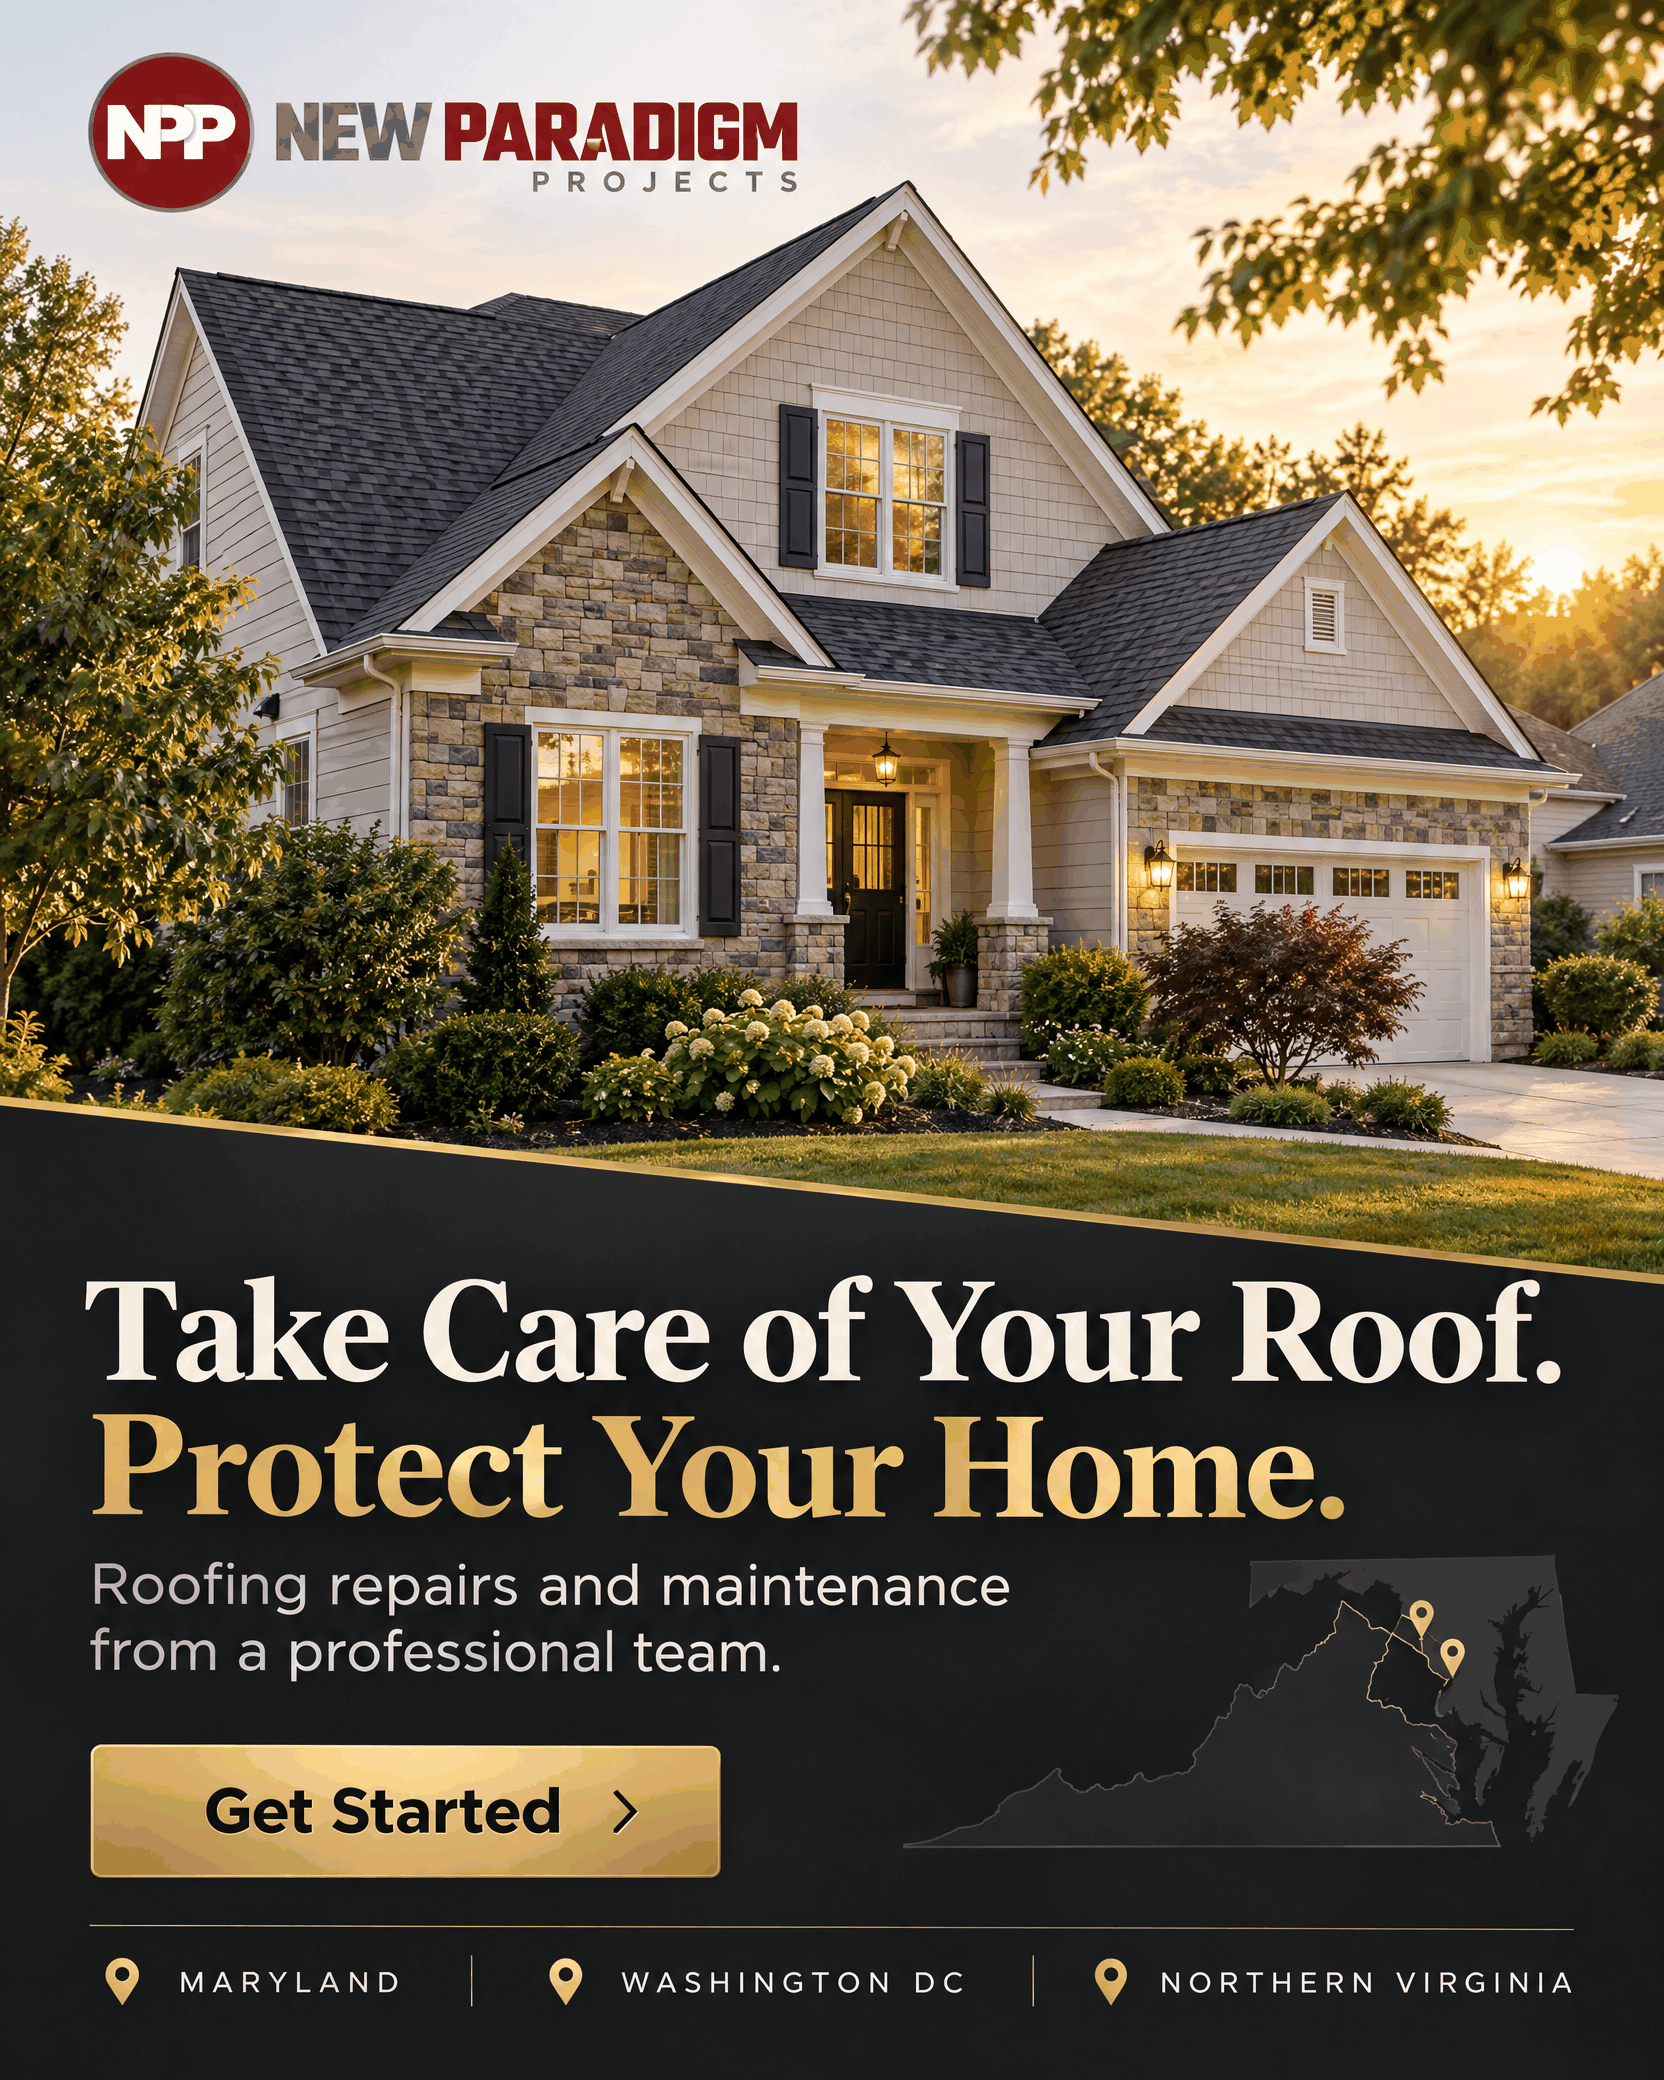 NPP
NEW PARADIGM
PROJECTS
Take Care of Your Roof.
Protect Your Home.
Roofing repairs and maintenance
from a professional team.
Get Started
MARYLAND
WASHINGTON DC
NORTHERN VIRGINIA